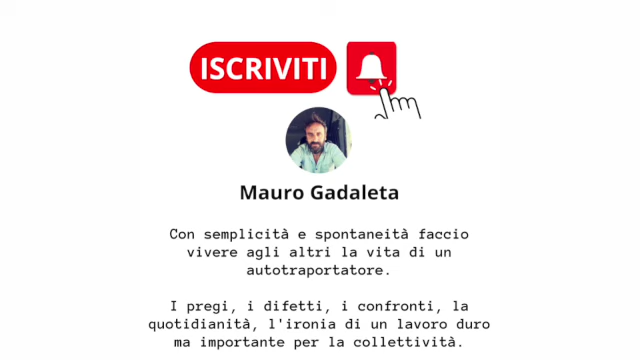 ISCRIVITI
Mauro Gadaleta
Con semplicità e spontaneità faccio
vivere agli altri la vita di un
autotraportatore.
I pregi, i difetti, i confronti, la
quotidianità, l'ironia di un lavoro duro
ma importante per la collettività.